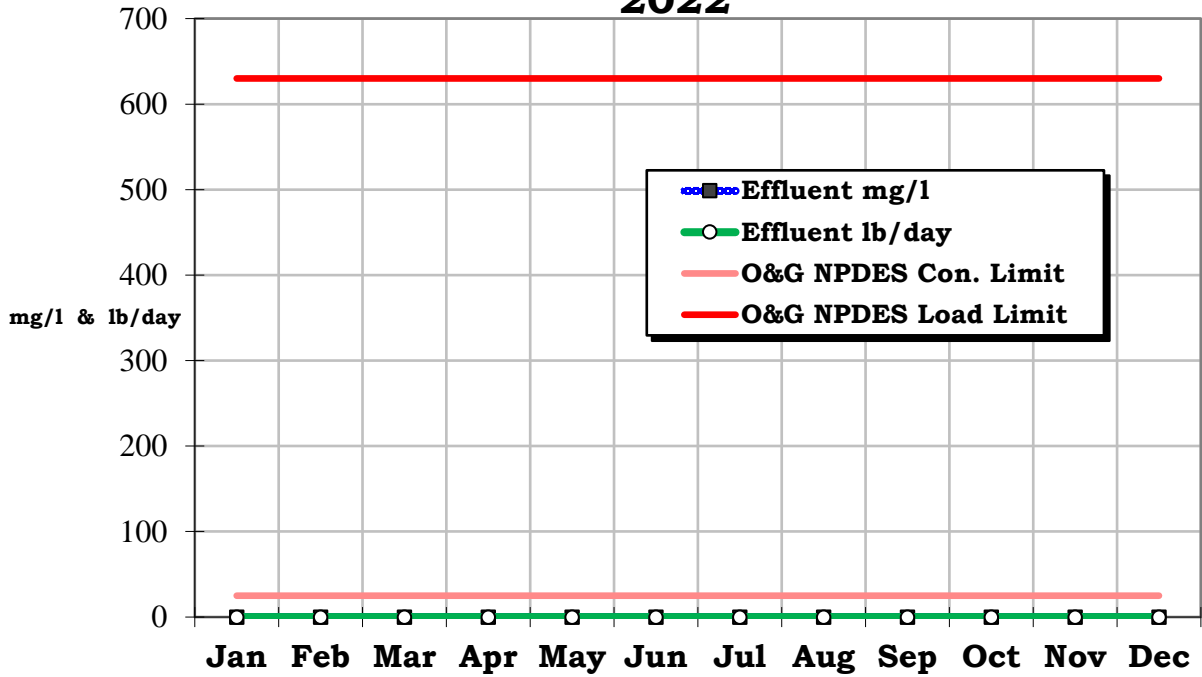 2022
700
600
500
400
300
200
100
0
mg/l & lb/day
Effluent mg/l
Effluent lb/day
O&G NPDES Con. Limit
O&G NPDES Load Limit
Jan Feb Mar Apr May Jun Jul Aug Sep Oct Nov Dec